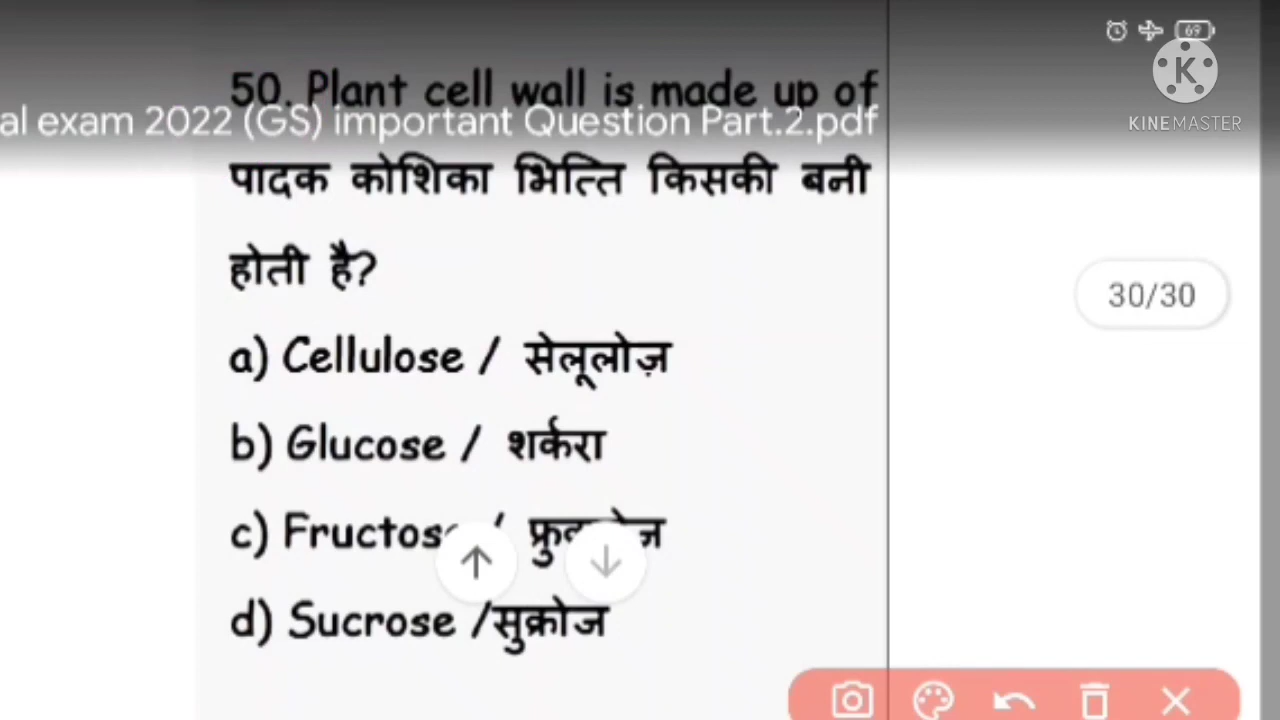 69
50. Plant cell wall is made up of
KINEMASTER
al exam 2022 (GS) important Question Part.2.pdf
पादक कोशिका भित्ति किसकी बनी
होती है?
30/30
a) Cellulose / सेलूलोज़
b) Glucose / शर्करा
c) /
d) Sucrose /सुक्रोज